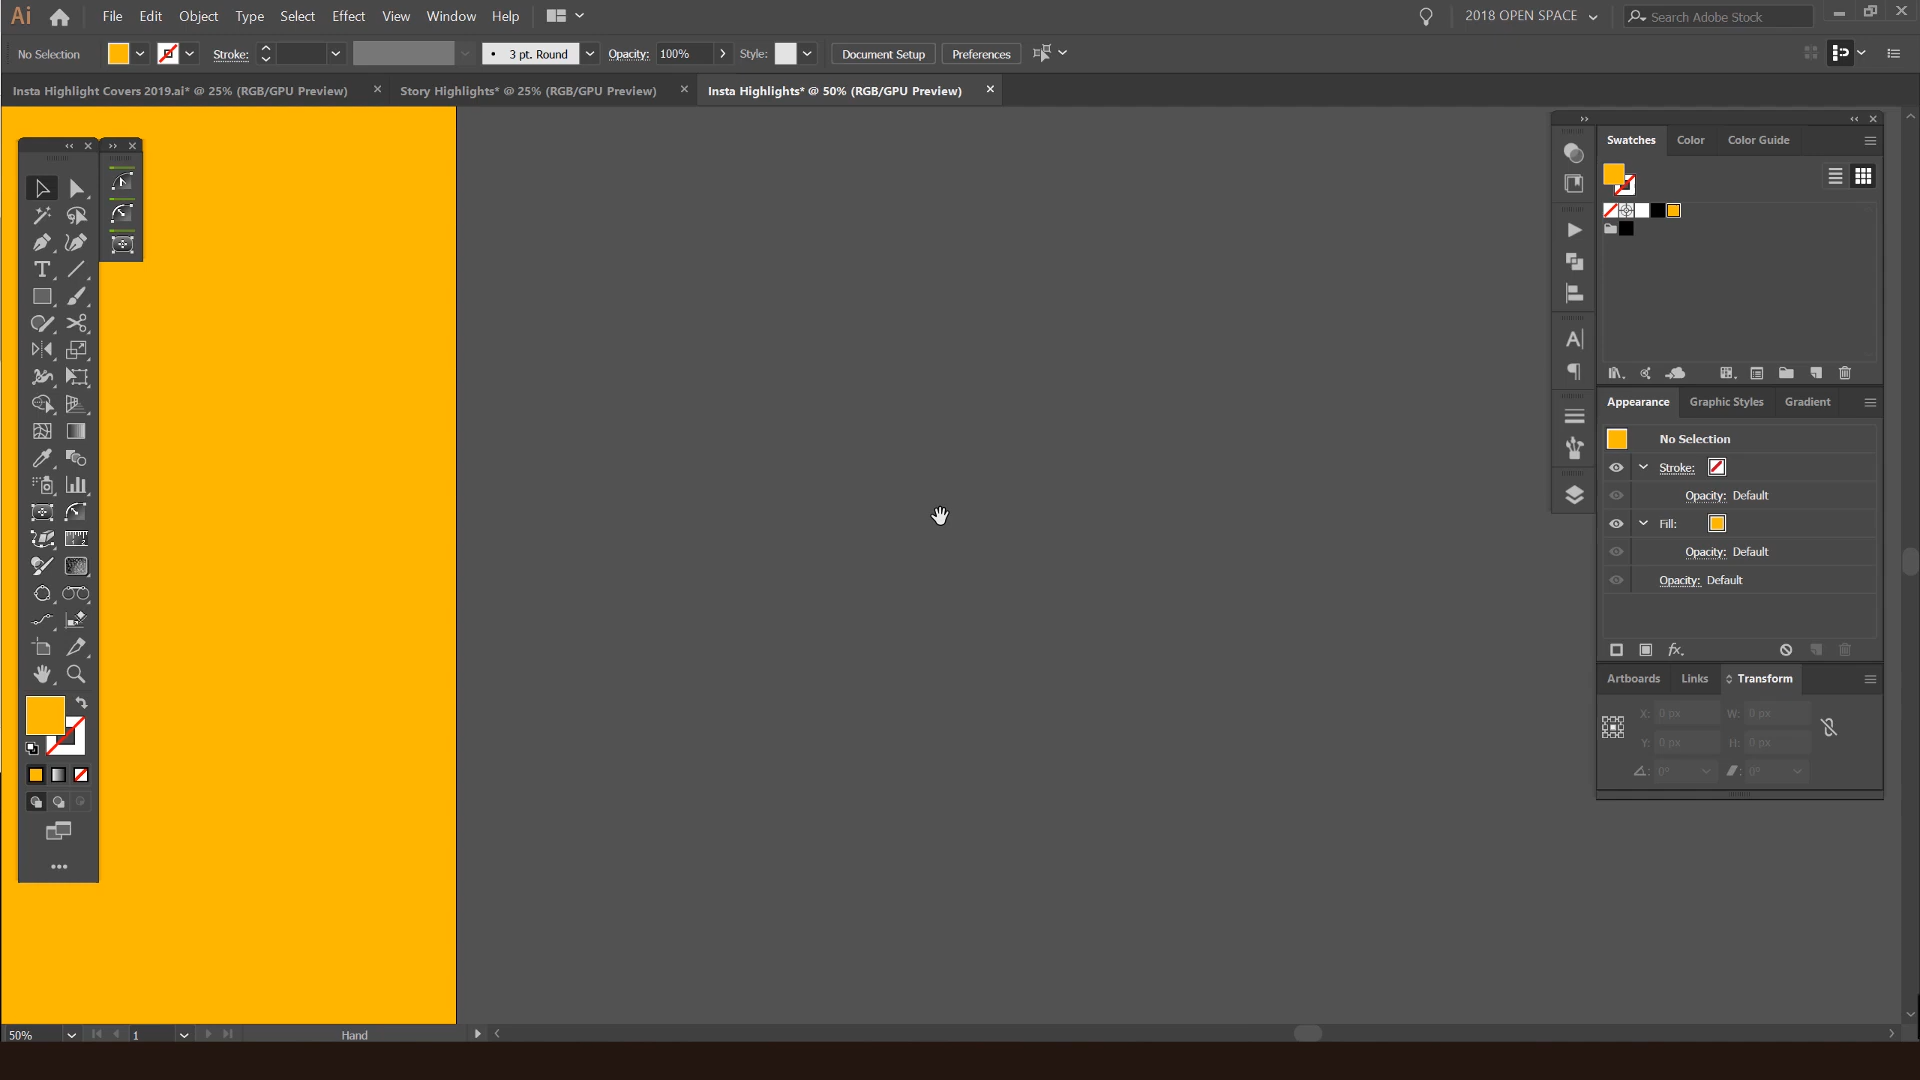 Ai File Edit Object Type Select Effect View Window Help 2018 OPEN SPACE Search Adobe Stock
No Selection Stroke: 3 pt. Round Opacity: 100% Style: Document Setup Preferences
Insta Highlight Covers 2019.ai* @ 25% (RGB/GPU Preview) Story Highlights* @ 25% (RGB/GPU Preview) Insta Highlights* @ 50% (RGB/GPU Preview)
Swatches Color Color Guide
Appearance Graphic Styles Gradient
No Selection
Stroke:
Opacity: Default
Fill:
Opacity: Default
Opacity: Default
fx.
Artboards Links Transform
X: 0 px W: 0 px
Y: 0 px H: 0 px
0° 0°
50% 1 Hand